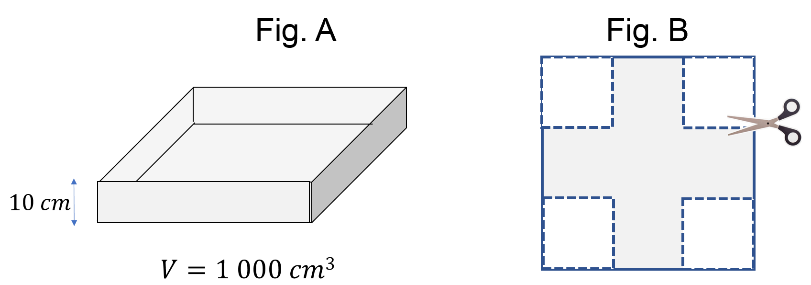 Fig. A
Fig. B
10 cm
V = 1 000 cm³